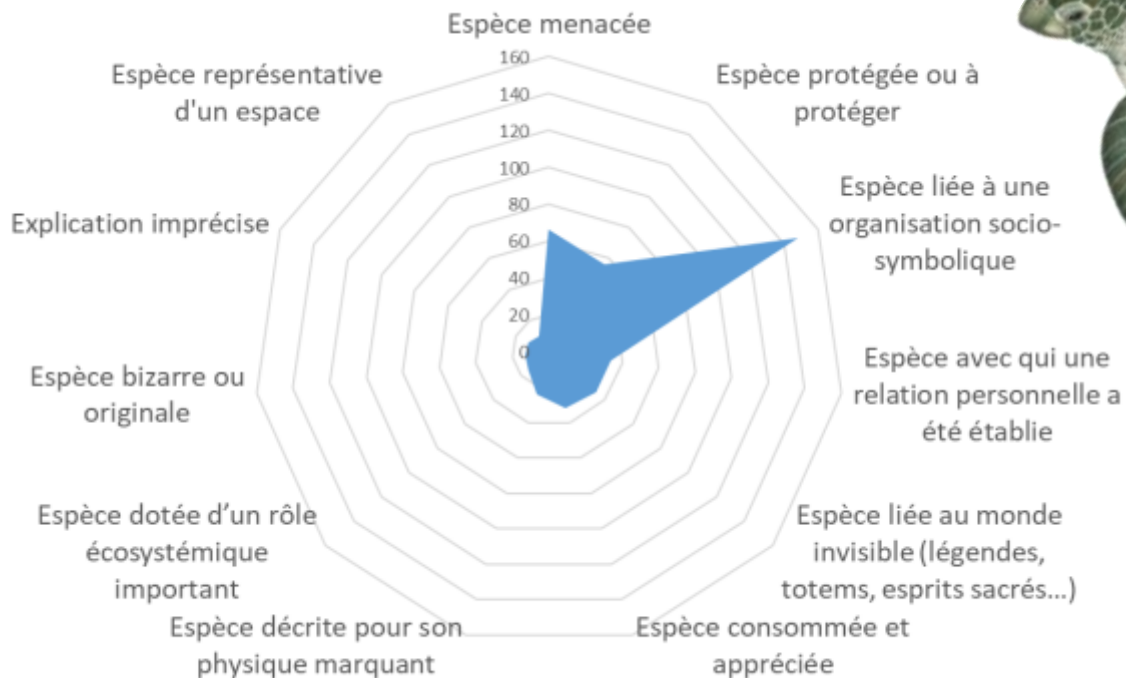 Espèce menacée
160
140
120
100
80
60
40
20
0
Espèce protégée ou à
protéger
Espèce liée à une
organisation socio-
symbolique
Espèce avec qui une
relation personnelle a
été établie
Espèce liée au monde
invisible (légendes,
totems, esprits sacrés...)
Espèce consommée et
appréciée
Espèce décrite pour son
physique marquant
Espèce dotée d’un rôle
écosystémique
important
Espèce bizarre ou
originale
Explication imprécise
Espèce représentative
d'un espace